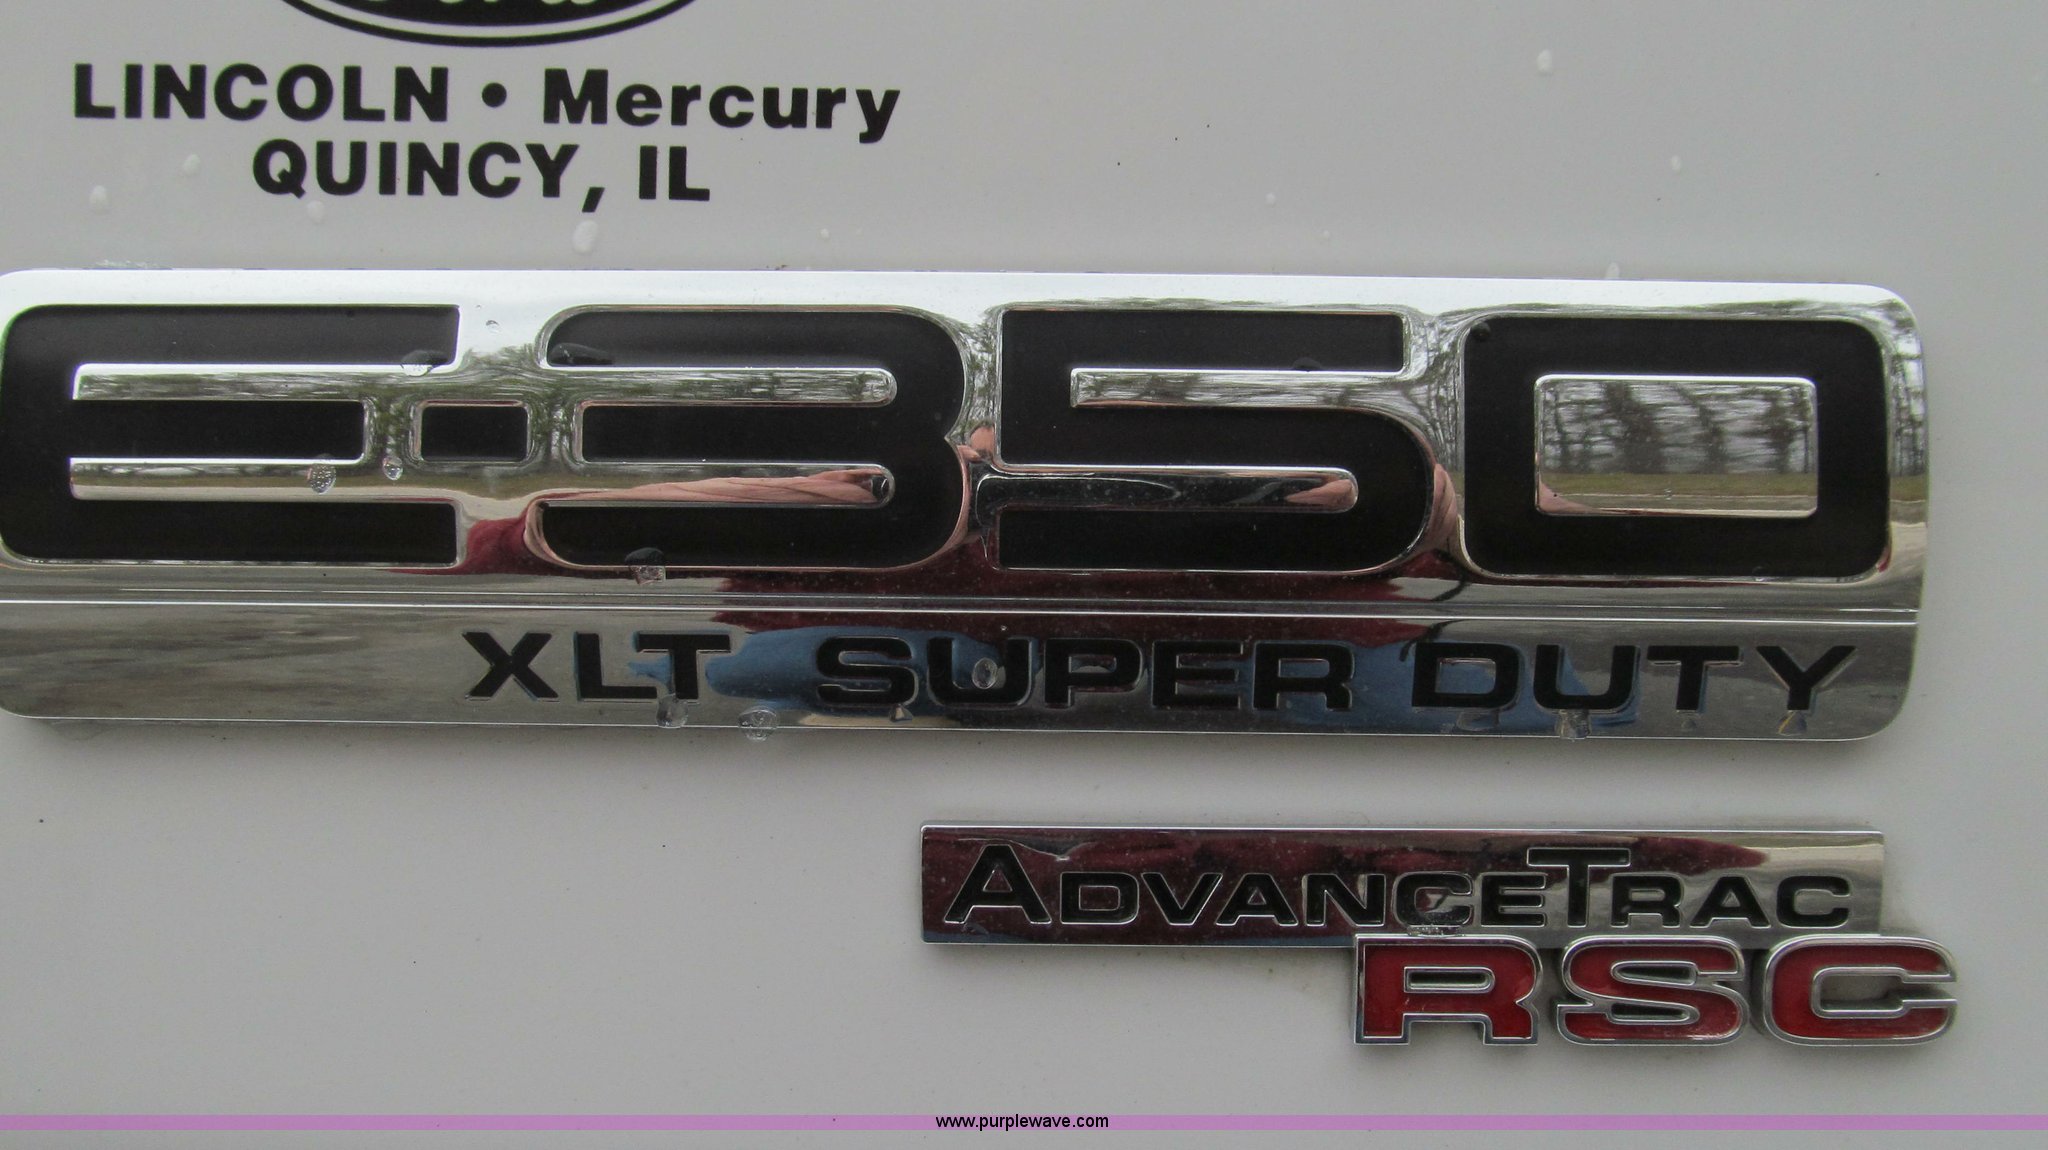 LINCOLN • Mercury
QUINCY, IL
E-350
XLT SUPER DUTY
ADVANCETRAC
RSC
www.purplewave.com